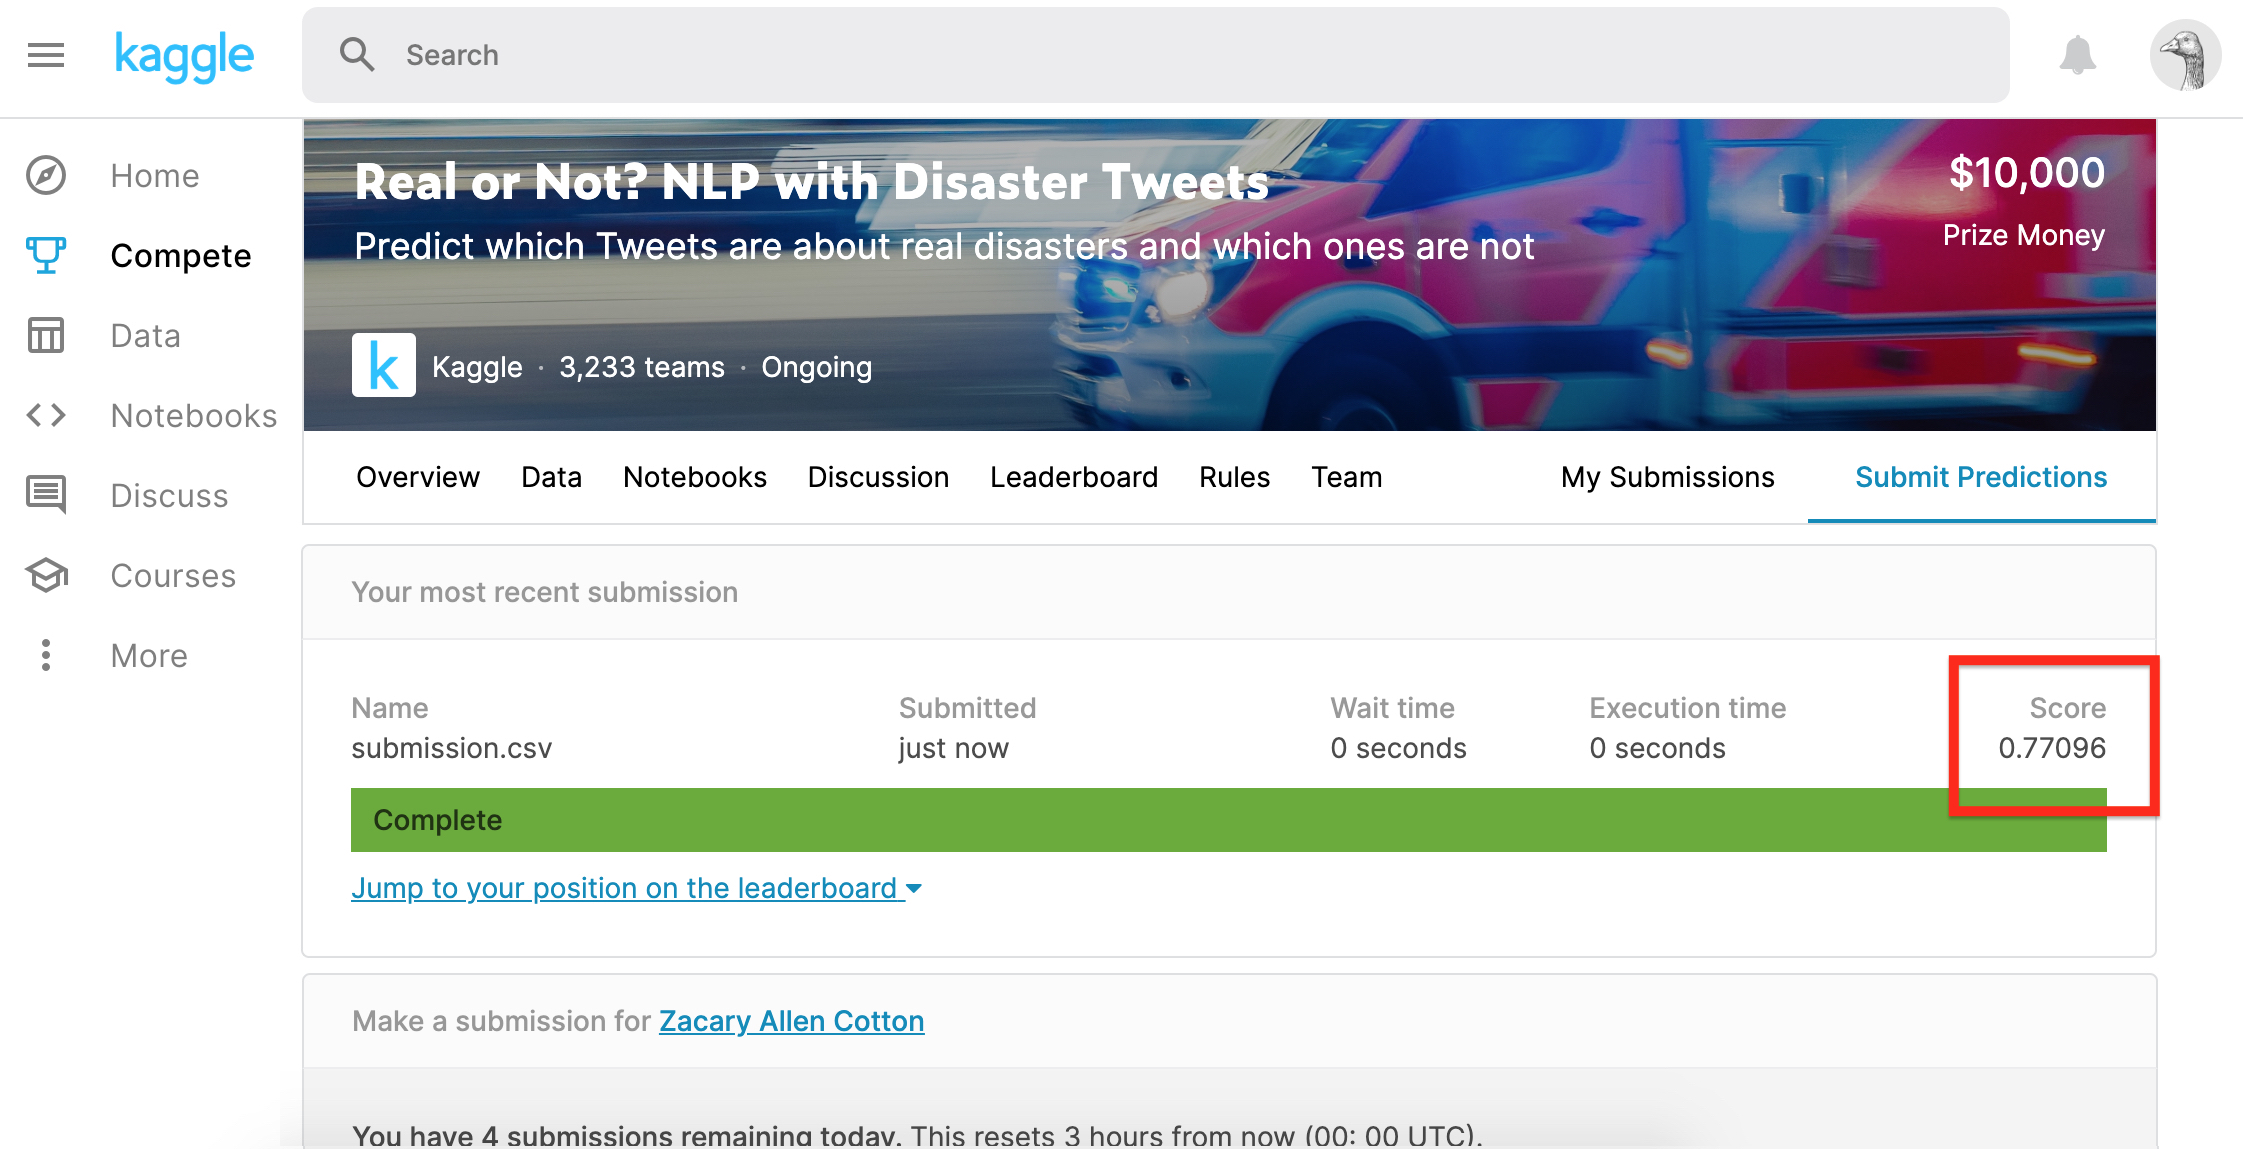 kaggle
Search
Home
Compete
Data
Notebooks
Discuss
Courses
More
Real or Not? NLP with Disaster Tweets
$10,000
Predict which Tweets are about real disasters and which ones are not
Prize Money
k
Kaggle · 3,233 teams · Ongoing
Overview Data Notebooks Discussion Leaderboard Rules Team My Submissions Submit Predictions
Your most recent submission
Name Submitted Wait time Execution time Score
submission.csv just now 0 seconds 0 seconds 0.77096
Complete
Jump to your position on the leaderboard
Make a submission for Zacary Allen Cotton
You have 4 submissions remaining today. This resets 3 hours from now (00: 00 UTC).